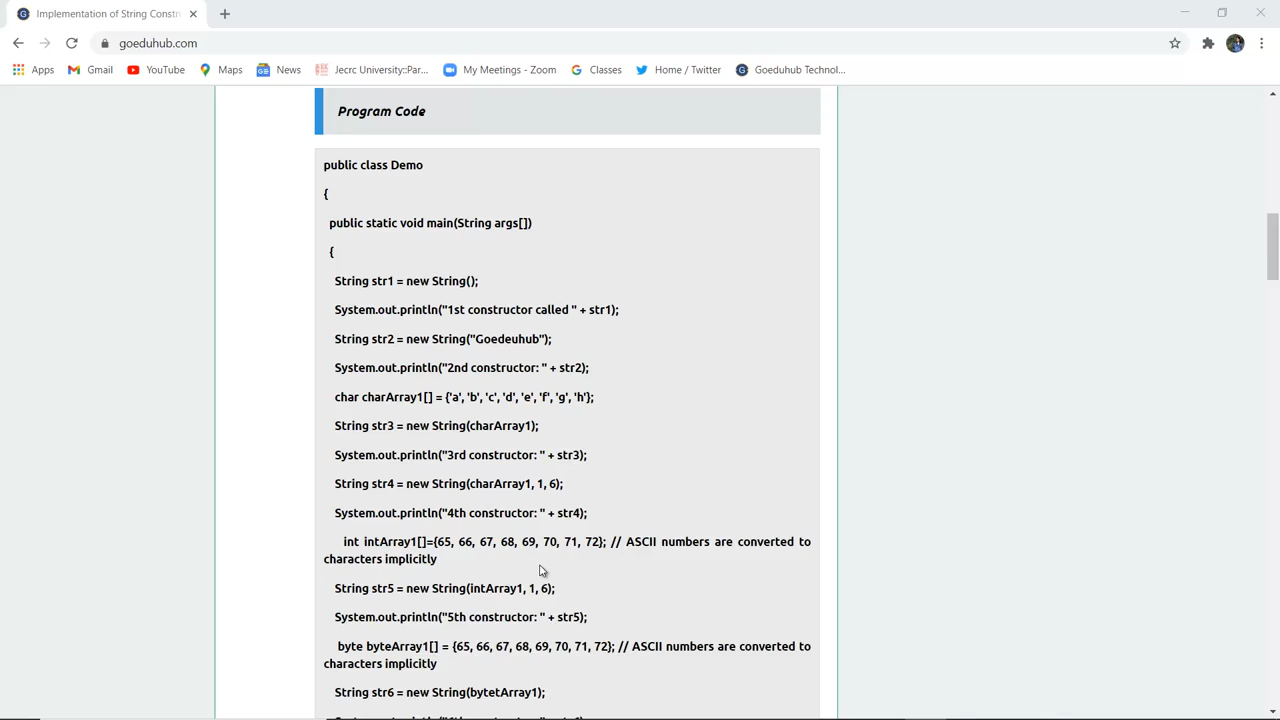 Implementation of String Constr
goeduhub.com
Apps Gmail YouTube Maps News Jecrc University::Par... My Meetings - Zoom Classes Home / Twitter Goeduhub Technol...
Program Code
public class Demo
{
public static void main(String args[])
{
String str1 = new String();
System.out.println("1st constructor called " + str1);
String str2 = new String("Goedeuhub");
System.out.println("2nd constructor: " + str2);
char charArray1[] = {'a', 'b', 'c', 'd', 'e', 'f', 'g', 'h'};
String str3 = new String(charArray1);
System.out.println("3rd constructor: " + str3);
String str4 = new String(charArray1, 1, 6);
System.out.println("4th constructor: " + str4);
int intArray1[]={65, 66, 67, 68, 69, 70, 71, 72}; // ASCII numbers are converted to
characters implicitly
String str5 = new String(intArray1, 1, 6);
System.out.println("5th constructor: " + str5);
byte byteArray1[] = {65, 66, 67, 68, 69, 70, 71, 72}; // ASCII numbers are converted to
characters implicitly
String str6 = new String(bytetArray1);